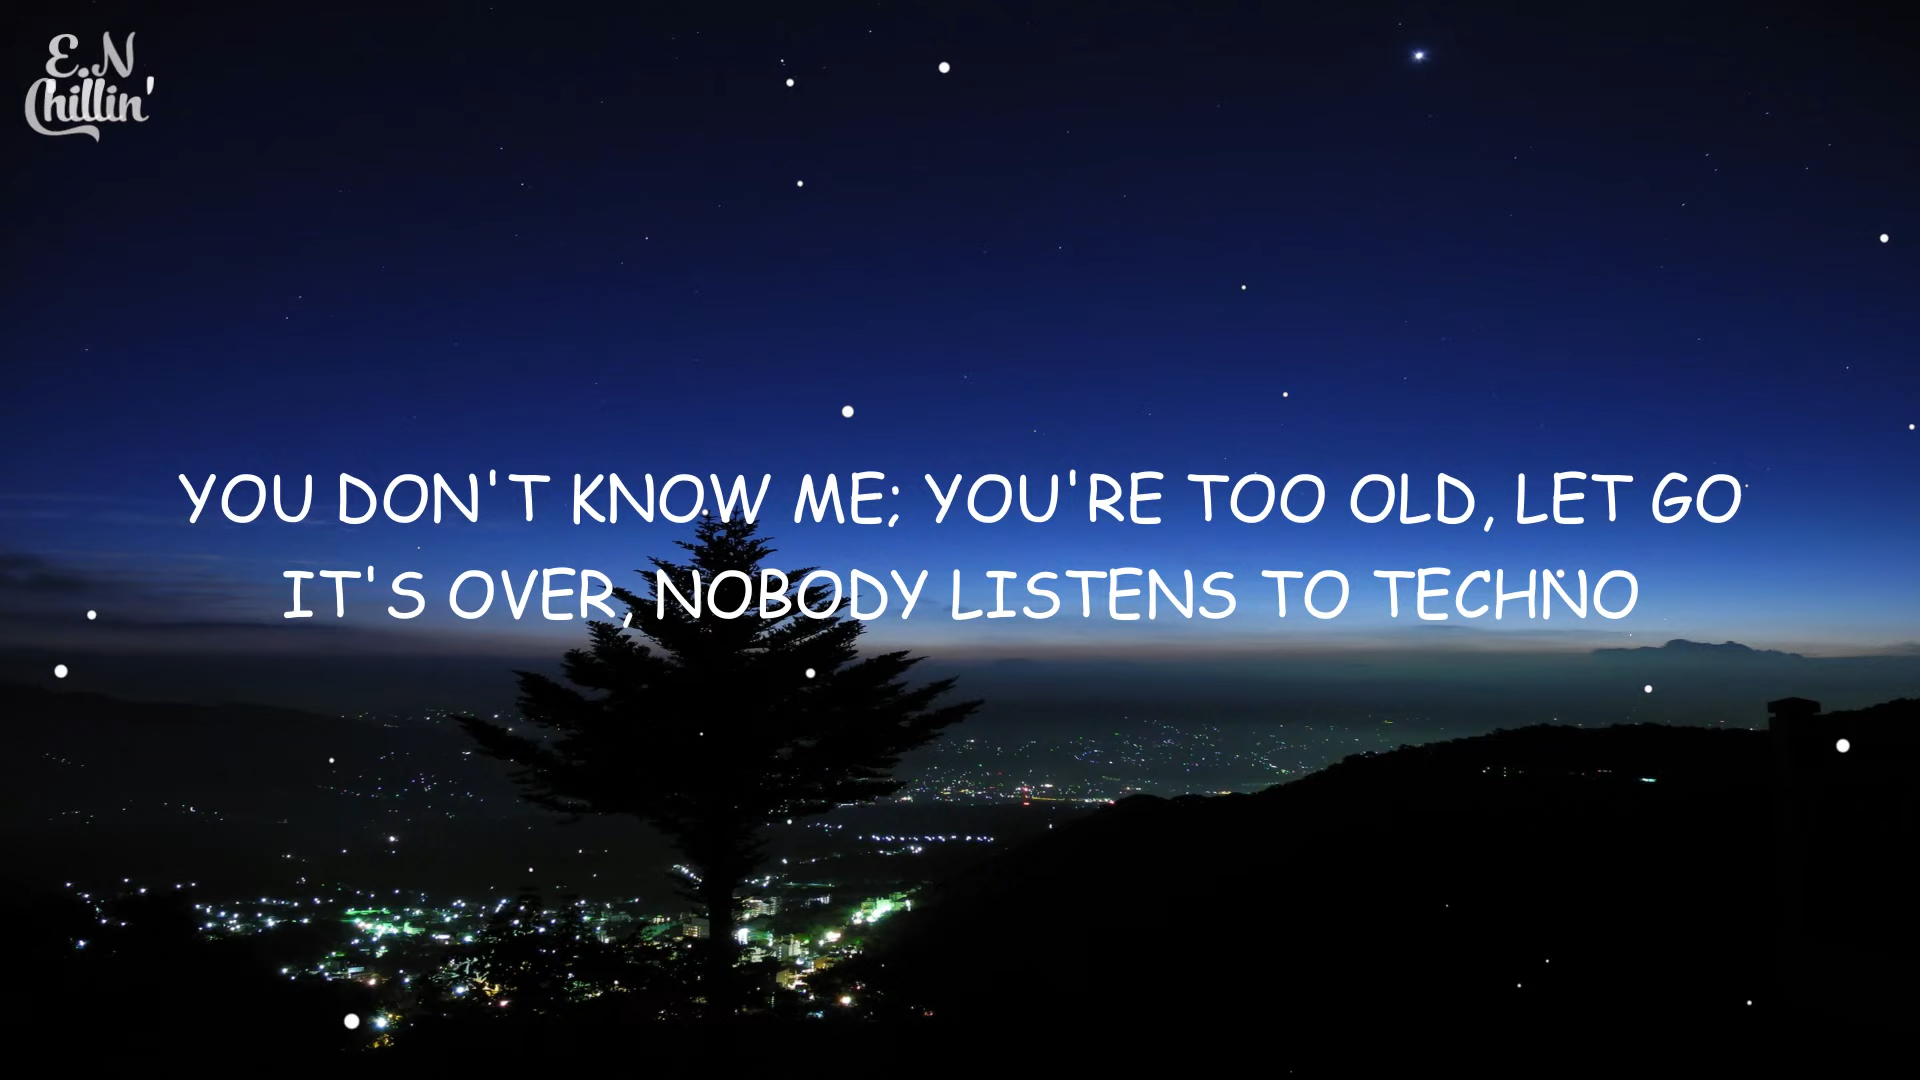 E.N
Chillin'
YOU DON'T KNOW ME; YOU'RE TOO OLD, LET GO
IT'S OVER, NOBODY LISTENS TO TECHNO